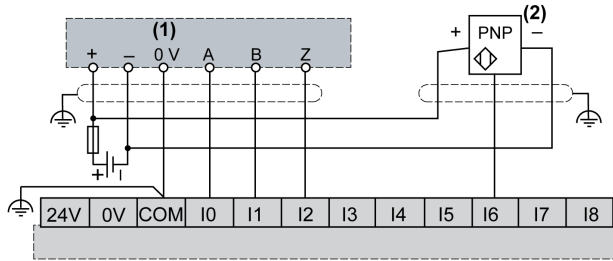 (1) (2)
+ – 0 V A B Z
+ PNP –
+ –
24V 0V COM I0 I1 I2 I3 I4 I5 I6 I7 I8